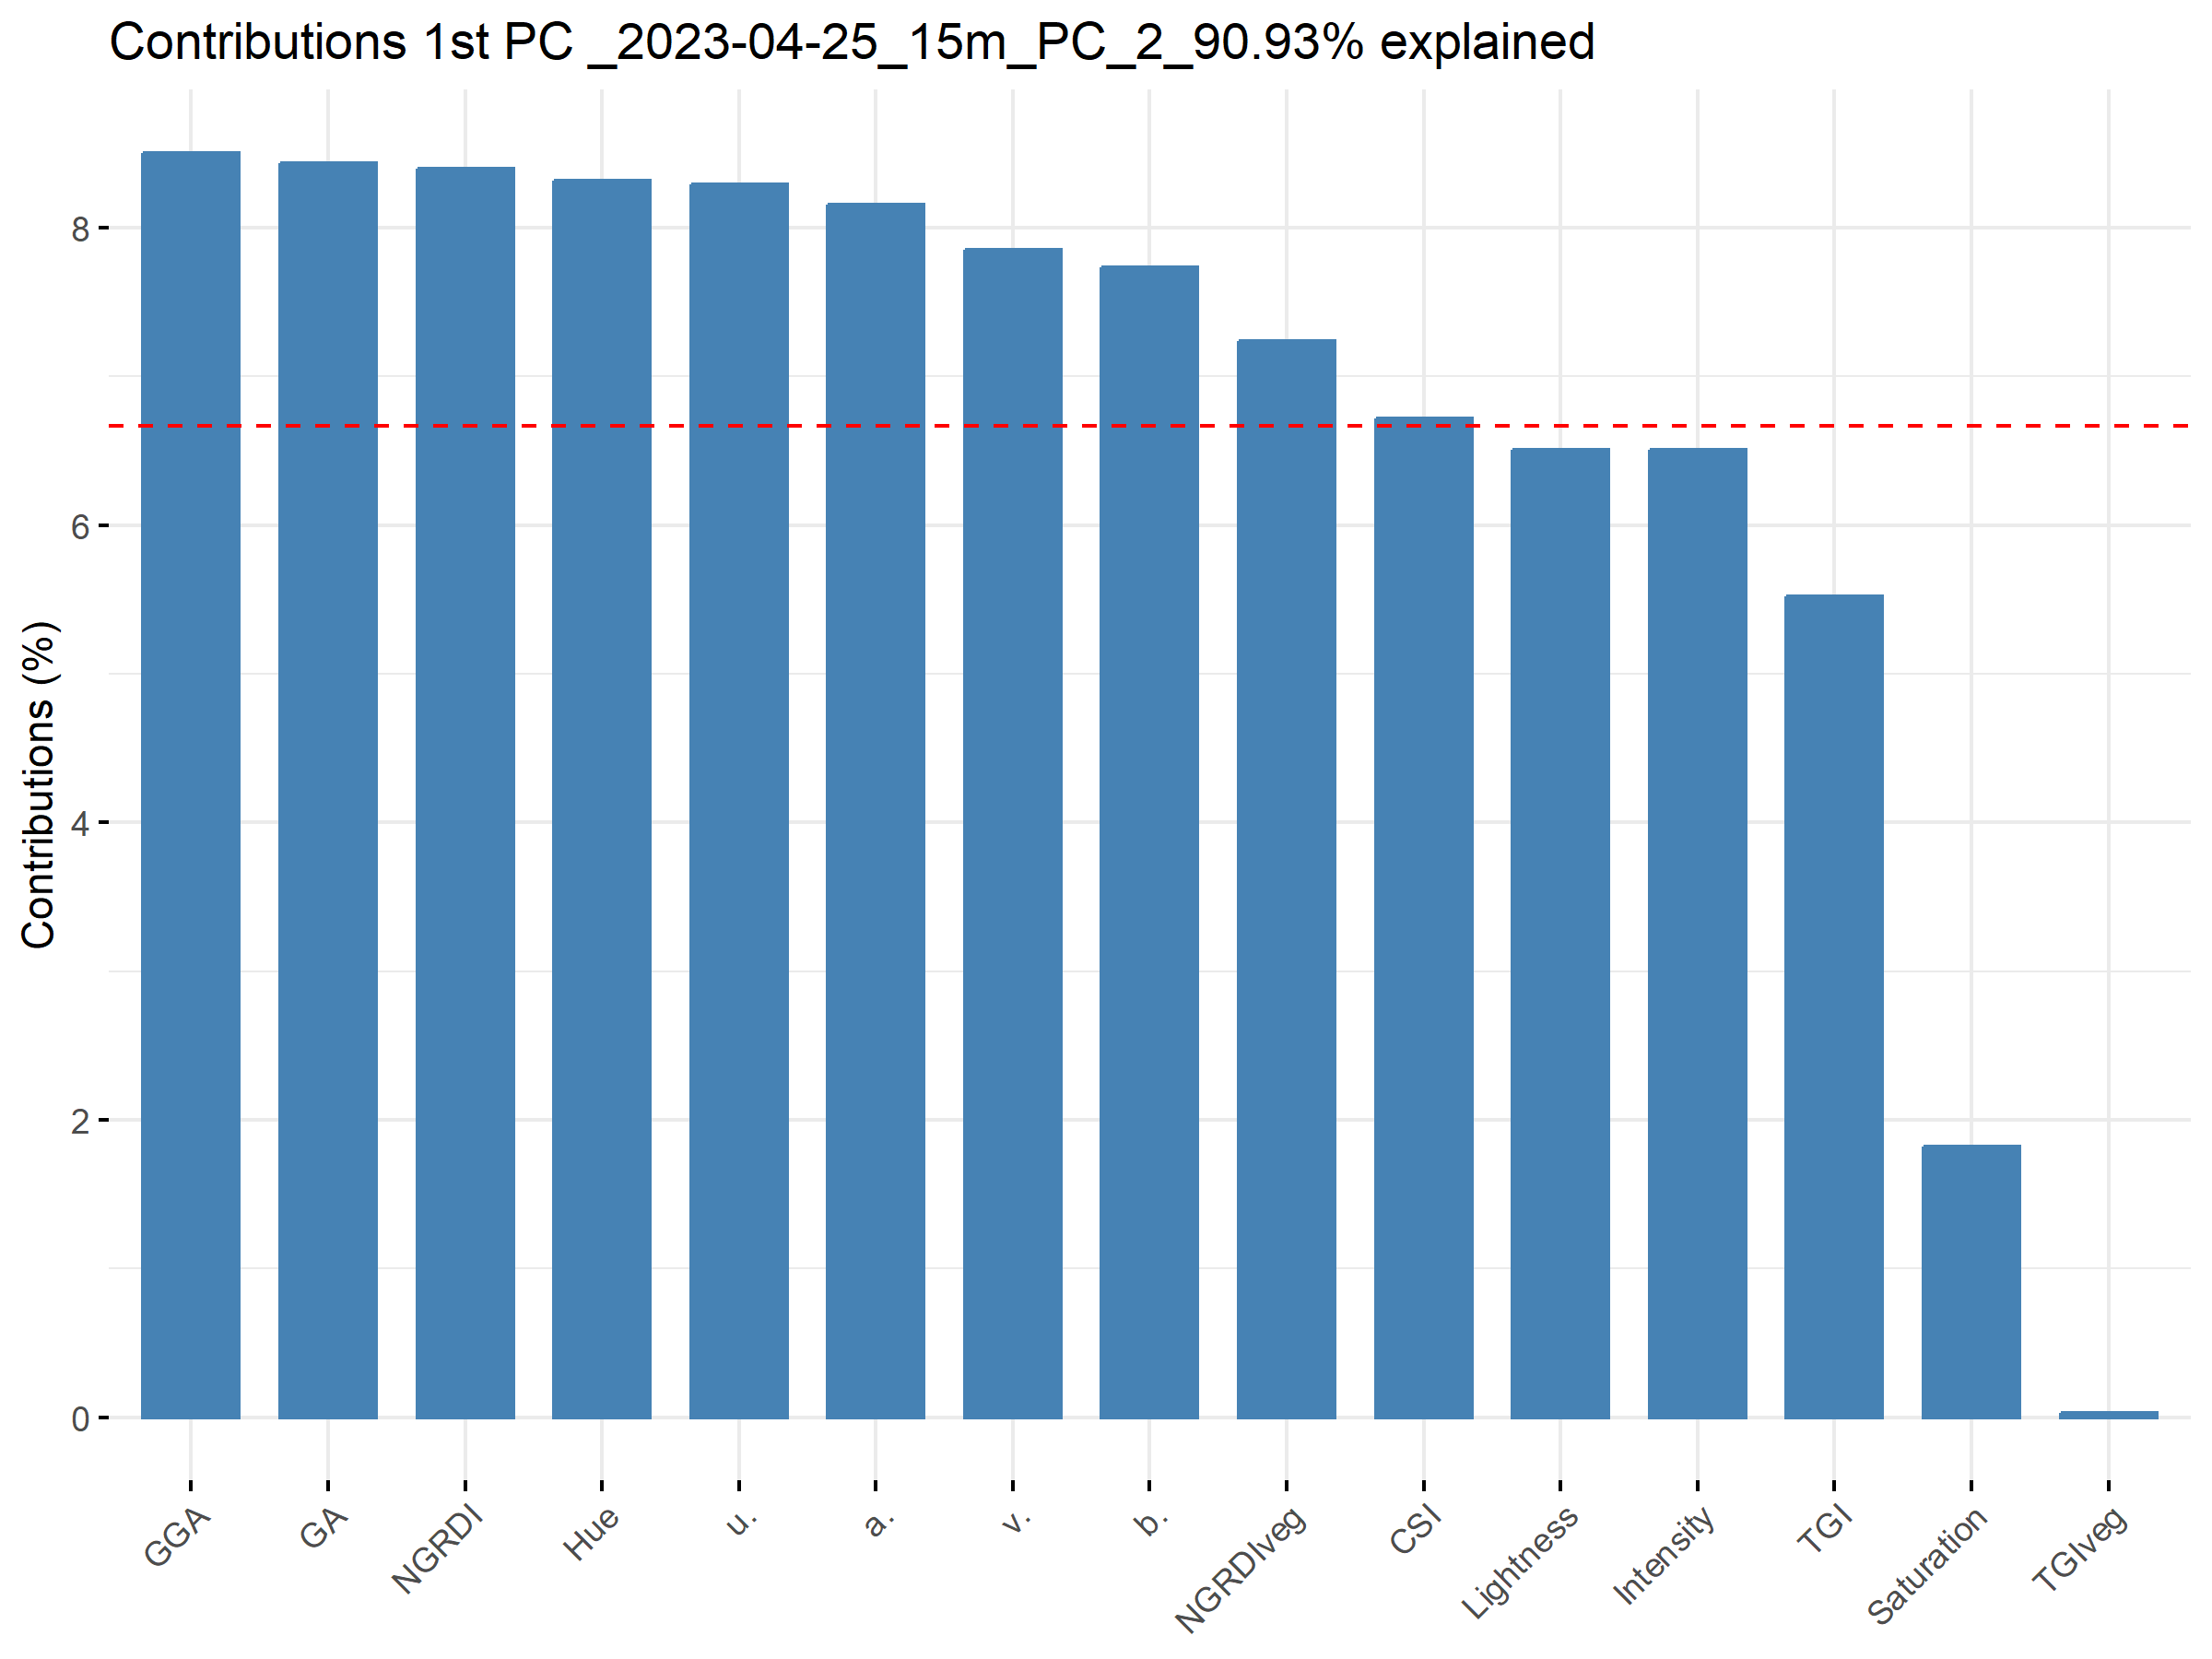 Contributions 1st PC _2023-04-25_15m_PC_2_90.93% explained
Contributions (%)
8
6
4
2
0
GGA
GA
NGRDI
Hue
u.
a.
v.
b.
NGRDIveg
CSI
Lightness
Intensity
TGI
Saturation
TGIveg